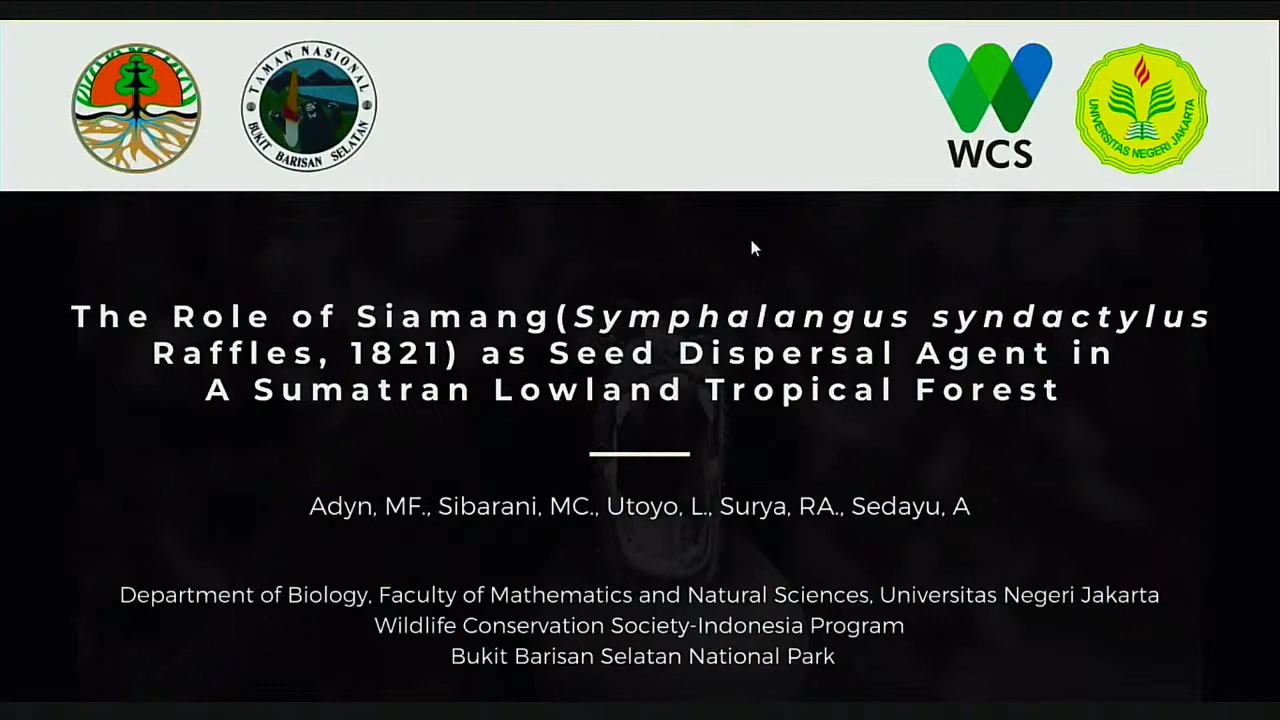 TAMAN NASIONAL
BUKIT BARISAN SELATAN
WCS
UNIVERSITAS NEGERI JAKARTA
The Role of Siamang(Symphalangus syndactylus
Raffles, 1821) as Seed Dispersal Agent in
A Sumatran Lowland Tropical Forest
Adyn, MF., Sibarani, MC., Utoyo, L., Surya, RA., Sedayu, A
Department of Biology, Faculty of Mathematics and Natural Sciences, Universitas Negeri Jakarta
Wildlife Conservation Society-Indonesia Program
Bukit Barisan Selatan National Park